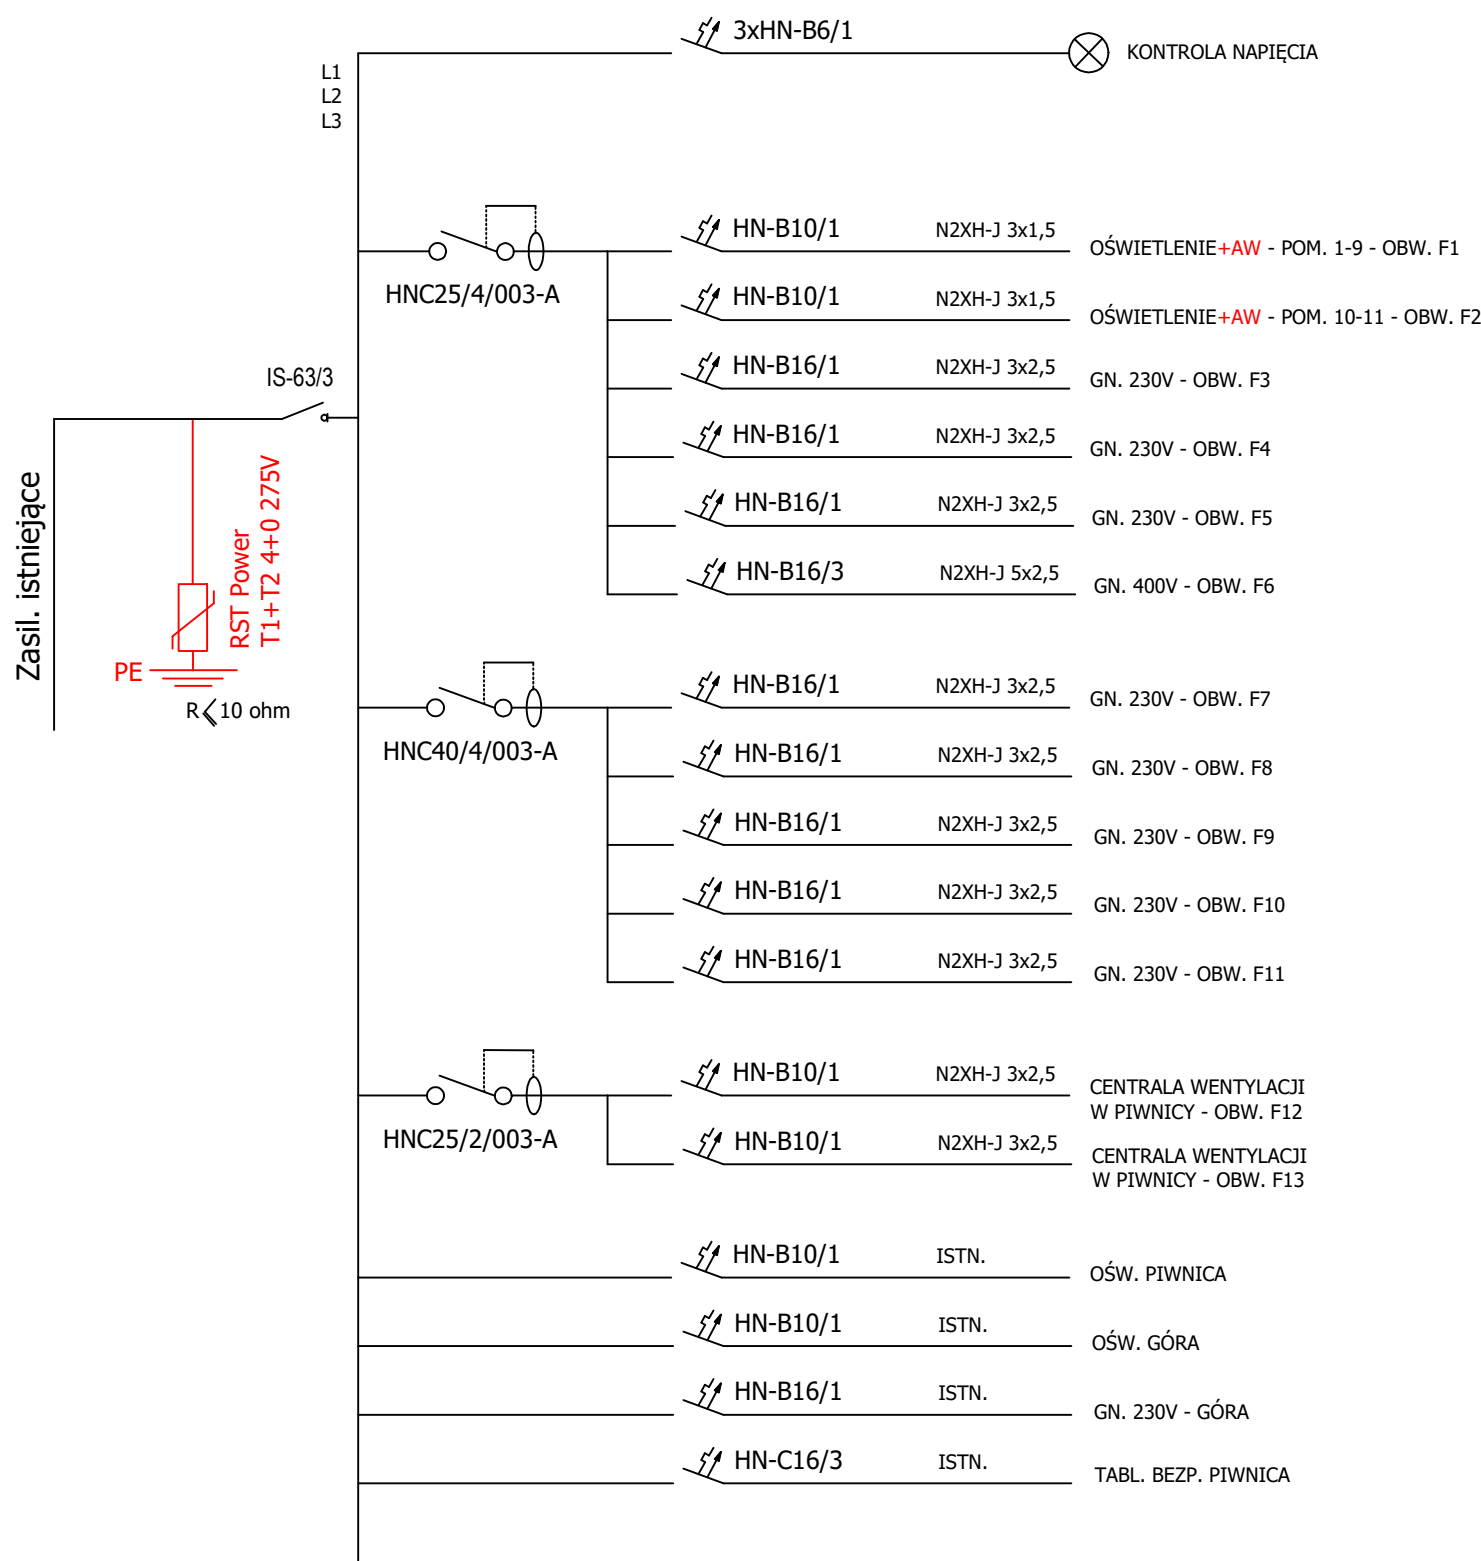 3xHN-B6/1
KONTROLA NAPIĘCIA
L1
L2
L3
HNC25/4/003-A
HN-B10/1 N2XH-J 3x1,5 OŚWIETLENIE+AW - POM. 1-9 - OBW. F1
HN-B10/1 N2XH-J 3x1,5 OŚWIETLENIE+AW - POM. 10-11 - OBW. F2
HN-B16/1 N2XH-J 3x2,5 GN. 230V - OBW. F3
HN-B16/1 N2XH-J 3x2,5 GN. 230V - OBW. F4
HN-B16/1 N2XH-J 3x2,5 GN. 230V - OBW. F5
HN-B16/3 N2XH-J 5x2,5 GN. 400V - OBW. F6
IS-63/3
Zasil. istniejące
RST Power
T1+T2 4+0 275V
PE
R⩽10 ohm
HNC40/4/003-A
HN-B16/1 N2XH-J 3x2,5 GN. 230V - OBW. F7
HN-B16/1 N2XH-J 3x2,5 GN. 230V - OBW. F8
HN-B16/1 N2XH-J 3x2,5 GN. 230V - OBW. F9
HN-B16/1 N2XH-J 3x2,5 GN. 230V - OBW. F10
HN-B16/1 N2XH-J 3x2,5 GN. 230V - OBW. F11
HNC25/2/003-A
HN-B10/1 N2XH-J 3x2,5 CENTRALA WENTYLACJI
W PIWNICY - OBW. F12
HN-B10/1 N2XH-J 3x2,5 CENTRALA WENTYLACJI
W PIWNICY - OBW. F13
HN-B10/1 ISTN. OŚW. PIWNICA
HN-B10/1 ISTN. OŚW. GÓRA
HN-B16/1 ISTN. GN. 230V - GÓRA
HN-C16/3 ISTN. TABL. BEZP. PIWNICA